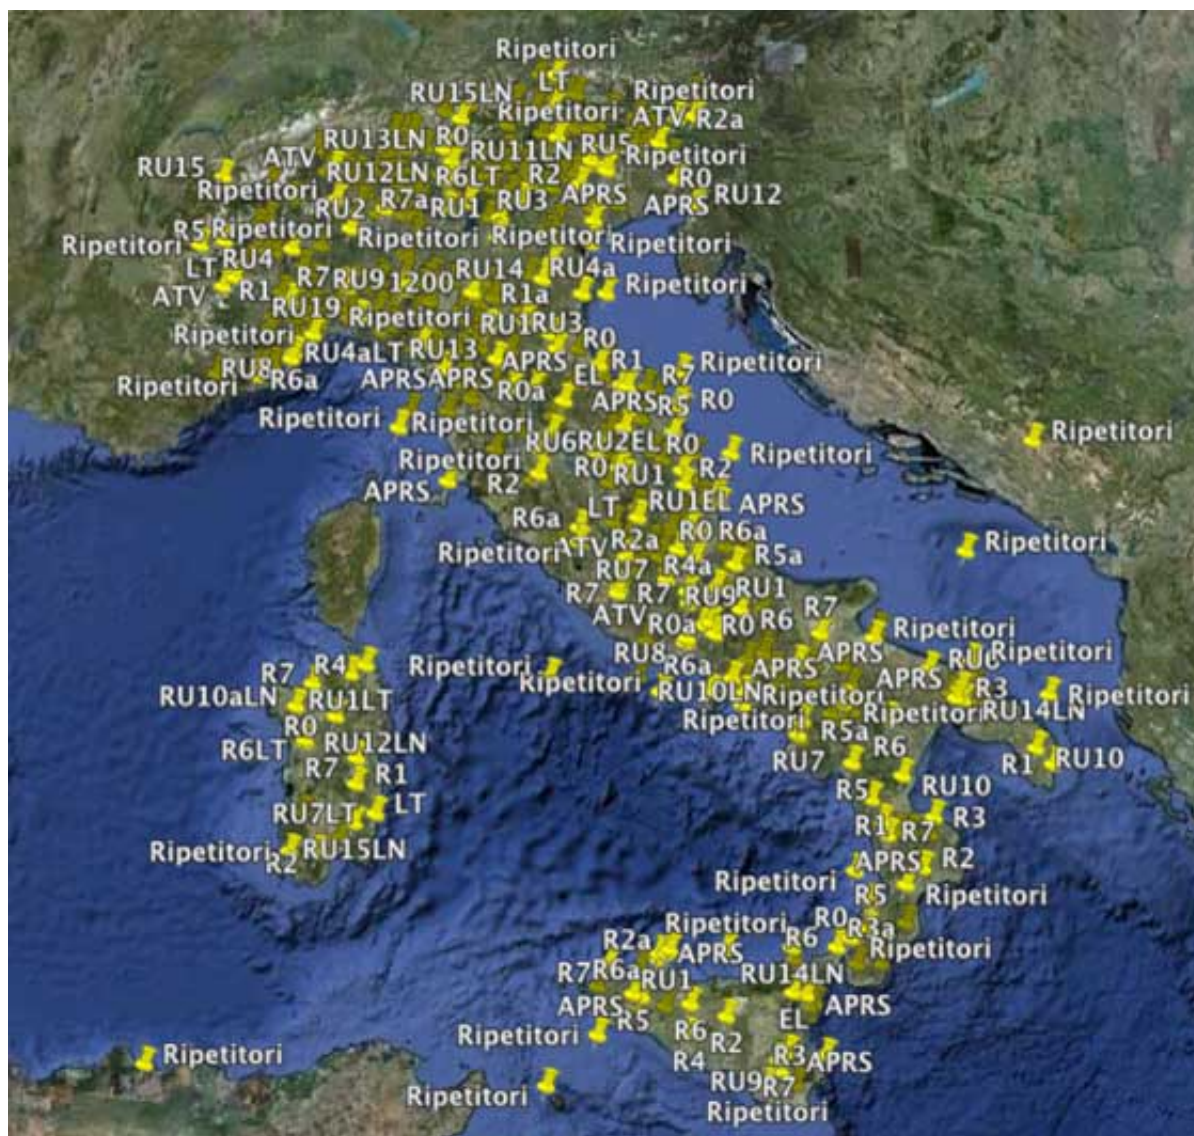 Ripetitori
LT
RU15LN
Ripetitori
Ripetitori
ATV
R2a
RU13LN
R0
RU11LN
RU5
Ripetitori
RU15
ATV
RU12LN
R6LT
R2
APRS
R0
RU12
Ripetitori
RU2
R7a
RU1
RU3
APRS
R5
Ripetitori
Ripetitori
Ripetitori
Ripetitori
Ripetitori
LT
RU4
R7
RU9
1200
RU14
RU4a
Ripetitori
ATV
R1
RU19
R1a
Ripetitori
RU1
RU3
R0
Ripetitori
RU4aLT
RU13
APRS
R1
Ripetitori
RU8
R6a
APRS
APRS
R0a
EL
R7
Ripetitori
APRS
R5
R0
Ripetitori
Ripetitori
RU6
RU2EL
R0
Ripetitori
Ripetitori
Ripetitori
R2
R0
RU1
R2
APRS
LT
RU1EL
APRS
R6a
R0
R6a
Ripetitori
ATV
R2a
R5a
Ripetitori
RU7
R4a
R7
R7
RU9
RU1
ATV
R0a
R0
R6
R7
Ripetitori
RU8
R6a
APRS
APRS
RU0
Ripetitori
R7
R4
Ripetitori
Ripetitori
RU10LN
Ripetitori
APRS
R3
Ripetitori
RU10aLN
RU1LT
Ripetitori
Ripetitori
RU14LN
R0
R5a
R6LT
RU12LN
RU7
R6
R1
RU10
R7
R1
R5
RU10
RU7LT
LT
R1
R7
R3
Ripetitori
R2
RU15LN
APRS
R2
Ripetitori
R5
Ripetitori
Ripetitori
R0
R3a
R2a
APRS
R6
Ripetitori
R7
R6a
RU1
RU14LN
APRS
R5
EL
APRS
Ripetitori
R6
R2
Ripetitori
R4
R3
APRS
RU9
R7
Ripetitori
Ripetitori